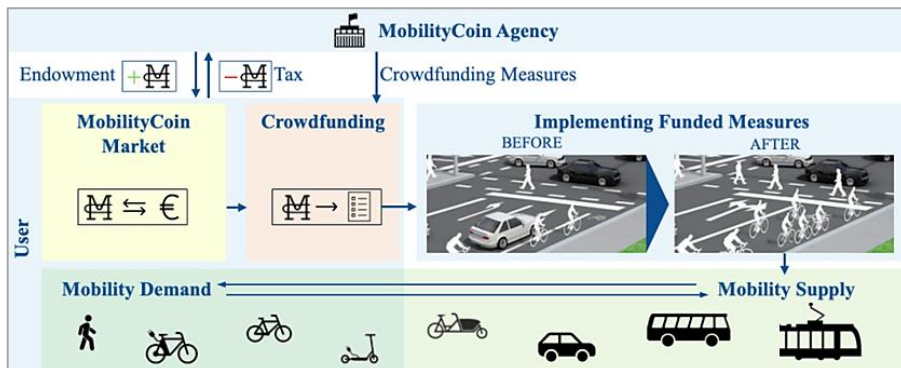 MobilityCoin Agency
Endowment
+
−
Tax
Crowdfunding Measures
MobilityCoin
Market
Crowdfunding
Implementing Funded Measures
BEFORE
AFTER
€
User
Mobility Demand
Mobility Supply